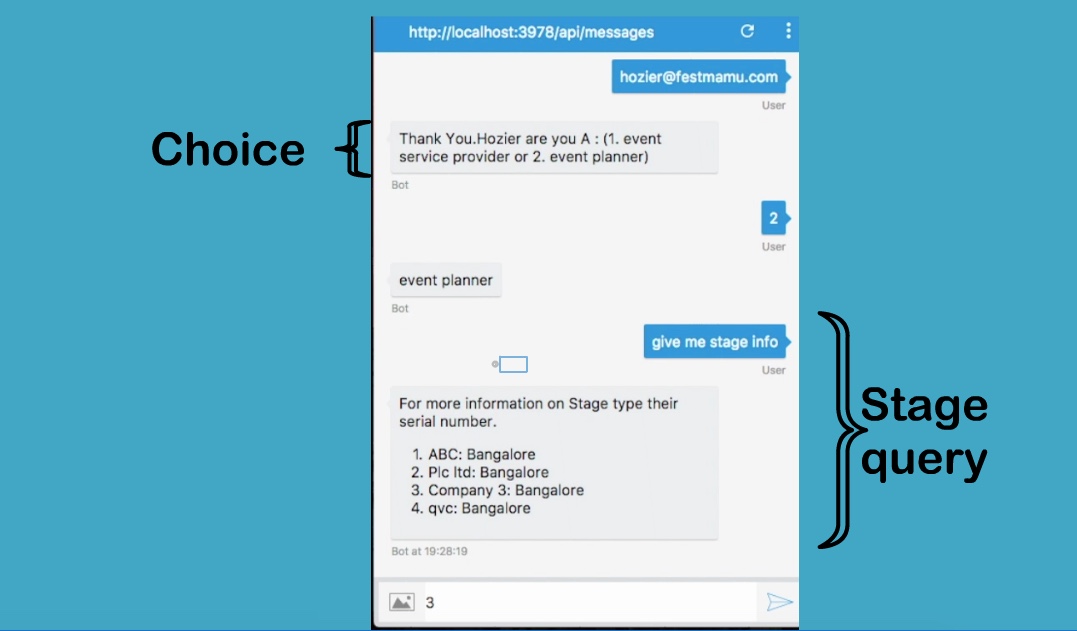 http://localhost:3978/api/messages
hozier@festmamu.com
User
Choice
Thank You.Hozier are you A : (1. event
service provider or 2. event planner)
Bot
2
User
event planner
Bot
give me stage info
User
For more information on Stage type their
serial number.
1. ABC: Bangalore
2. Plc ltd: Bangalore
3. Company 3: Bangalore
4. qvc: Bangalore
Bot at 19:28:19
Stage
query
3